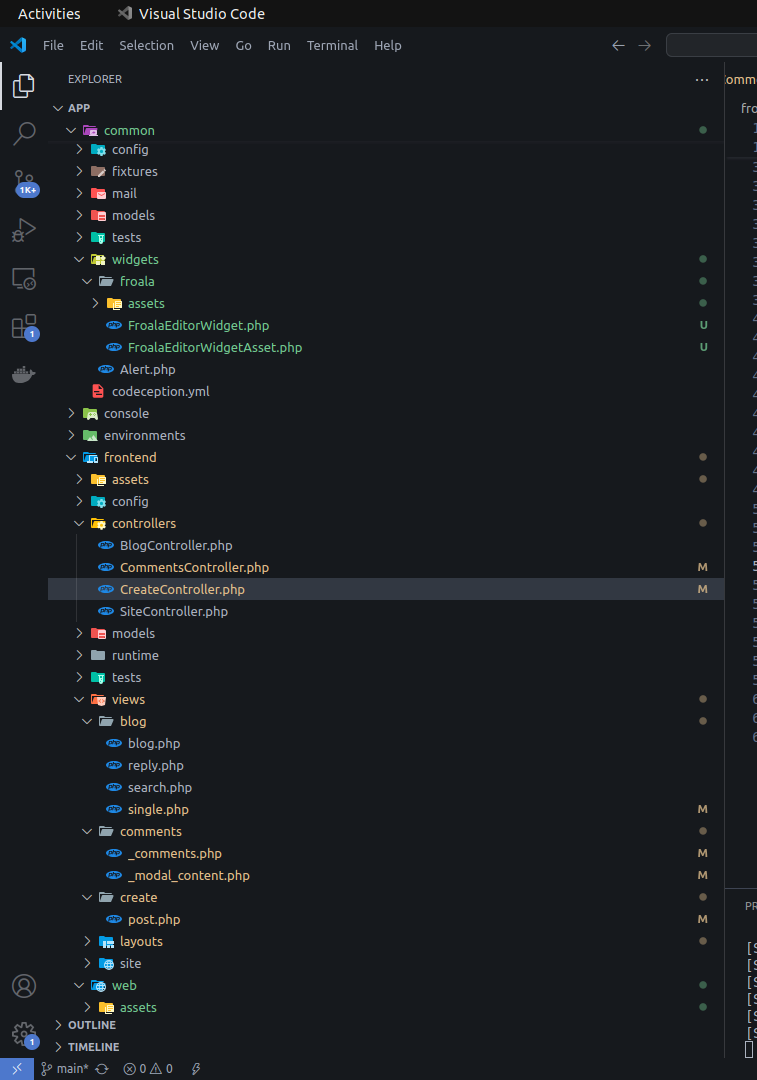 Activities Visual Studio Code
File Edit Selection View Go Run Terminal Help
EXPLORER
APP
common
config
fixtures
mail
models
tests
widgets
froala
assets
FroalaEditorWidget.php U
FroalaEditorWidgetAsset.php U
Alert.php
codeception.yml
console
environments
frontend
assets
config
controllers
BlogController.php
CommentsController.php M
CreateController.php M
SiteController.php
models
runtime
tests
views
blog
blog.php
reply.php
search.php
single.php M
comments
_comments.php M
_modal_content.php M
create
post.php M
layouts
site
web
assets
OUTLINE
TIMELINE
main* 0 0
1K+
1
1